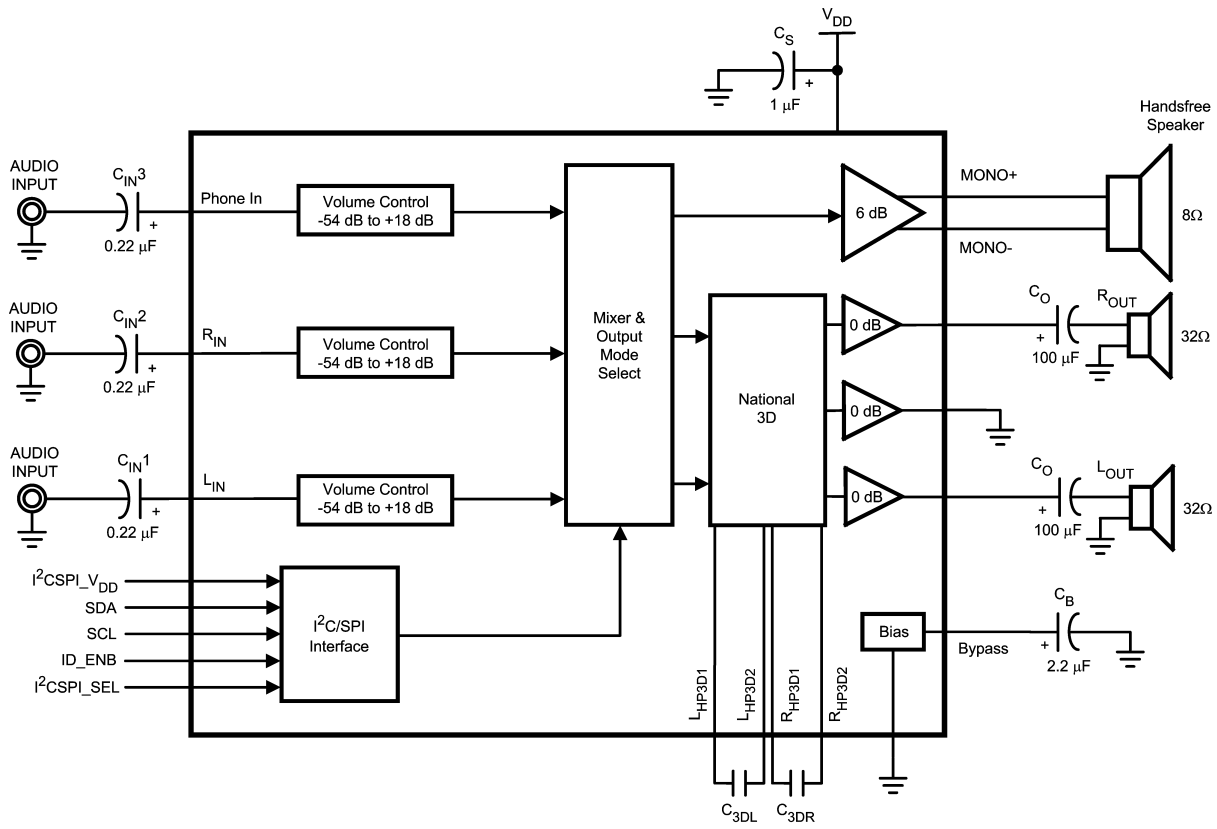 V_DD
C_S
+
1 μF
Handsfree
Speaker
AUDIO
INPUT
C_IN3
+
0.22 μF
Phone In
Volume Control
-54 dB to +18 dB
6 dB
MONO+
MONO-
8Ω
AUDIO
INPUT
C_IN2
+
0.22 μF
R_IN
Volume Control
-54 dB to +18 dB
Mixer &
Output
Mode
Select
National
3D
0 dB
C_O
+
100 μF
R_OUT
32Ω
0 dB
AUDIO
INPUT
C_IN1
+
0.22 μF
L_IN
Volume Control
-54 dB to +18 dB
0 dB
C_O
+
100 μF
L_OUT
32Ω
I²CSPI_V_DD
SDA
SCL
ID_ENB
I²CSPI_SEL
I²C/SPI
Interface
Bias
Bypass
C_B
+
2.2 μF
L_HP3D1
L_HP3D2
R_HP3D1
R_HP3D2
C_3DL
C_3DR